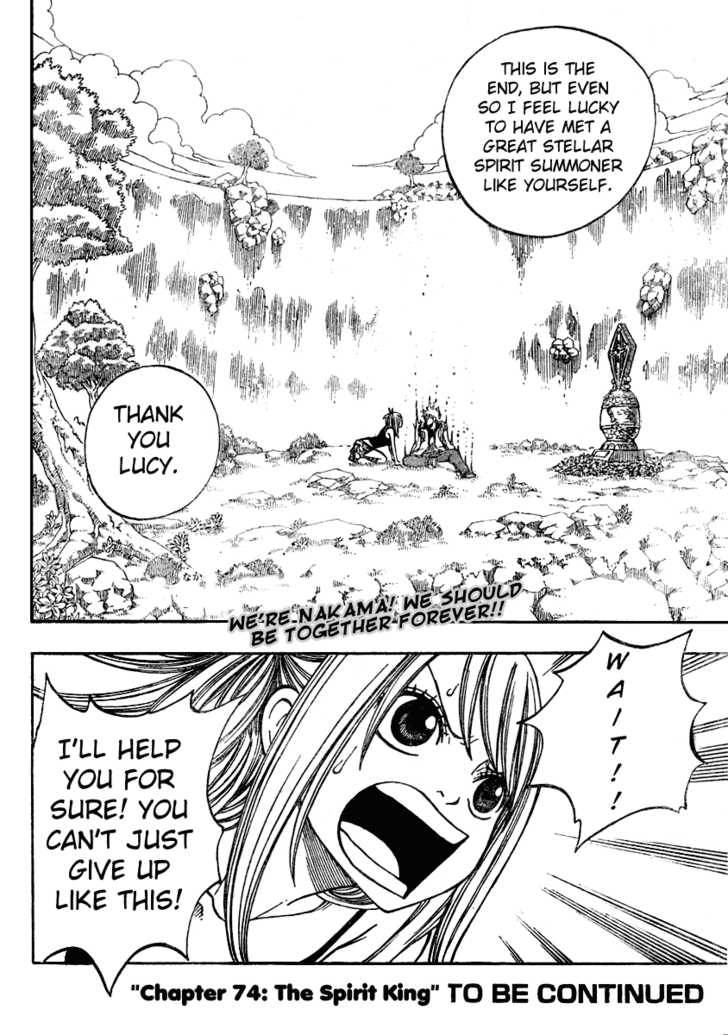 THIS IS THE
END, BUT EVEN
SO I FEEL LUCKY
TO HAVE MET A
GREAT STELLAR
SPIRIT SUMMONER
LIKE YOURSELF.
THANK
YOU
LUCY.
WE'RE NAKAMA! WE SHOULD
BE TOGETHER FOREVER!!
WAIT!!
I'LL HELP
YOU FOR
SURE! YOU
CAN'T JUST
GIVE UP
LIKE THIS!
"Chapter 74: The Spirit King" TO BE CONTINUED